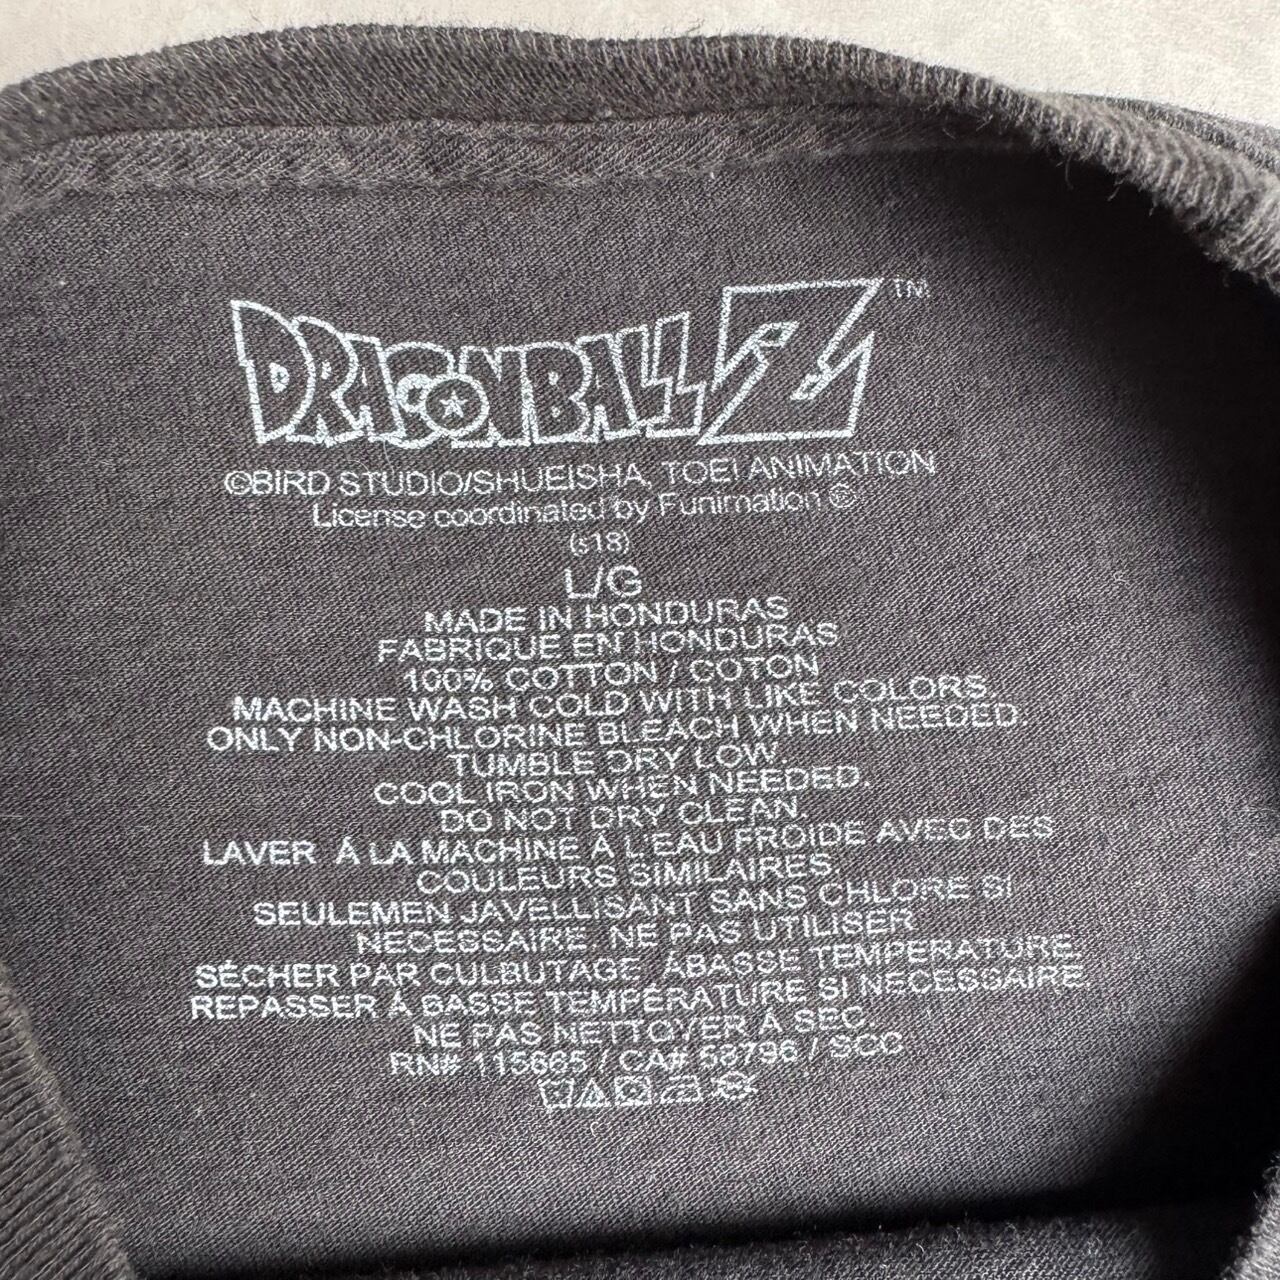 DRAGONBALL Z™
©BIRD STUDIO/SHUEISHA, TOEI ANIMATION
License coordinated by Funimation ®
(s18)
L/G
MADE IN HONDURAS
FABRIQUE EN HONDURAS
100% COTTON / COTON
MACHINE WASH COLD WITH LIKE COLORS.
ONLY NON-CHLORINE BLEACH WHEN NEEDED.
TUMBLE DRY LOW.
COOL IRON WHEN NEEDED.
DO NOT DRY CLEAN.
LAVER Á LA MACHINE Á L'EAU FROIDE AVEC DES
COULEURS SIMILAIRES.
SEULEMEN JAVELLISANT SANS CHLORE SI
NECESSAIRE. NE PAS UTILISER
SÉCHER PAR CULBUTAGE ÁBASSE TEMPERATURE.
REPASSER Á BASSE TEMPÉRATURE SI NECESSAIRE.
NE PAS NETTOYER A SEC.
RN# 115665 / CA# 58796 / SCC